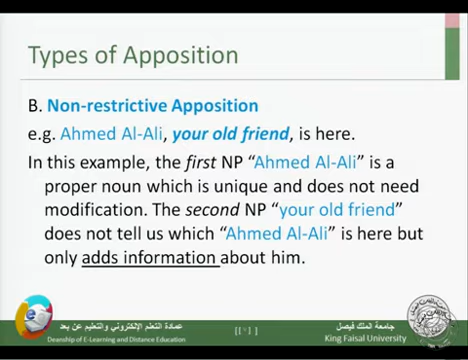 Types of Apposition
B. Non-restrictive Apposition
e.g. Ahmed Al-Ali, your old friend, is here.
In this example, the first NP “Ahmed Al-Ali” is a
proper noun which is unique and does not need
modification. The second NP “your old friend”
does not tell us which “Ahmed Al-Ali” is here but
only adds information about him.
عمادة التعلم الإلكتروني والتعليم عن بعد
Deanship of E-Learning and Distance Education
جامعة الملك فيصل
King Faisal University